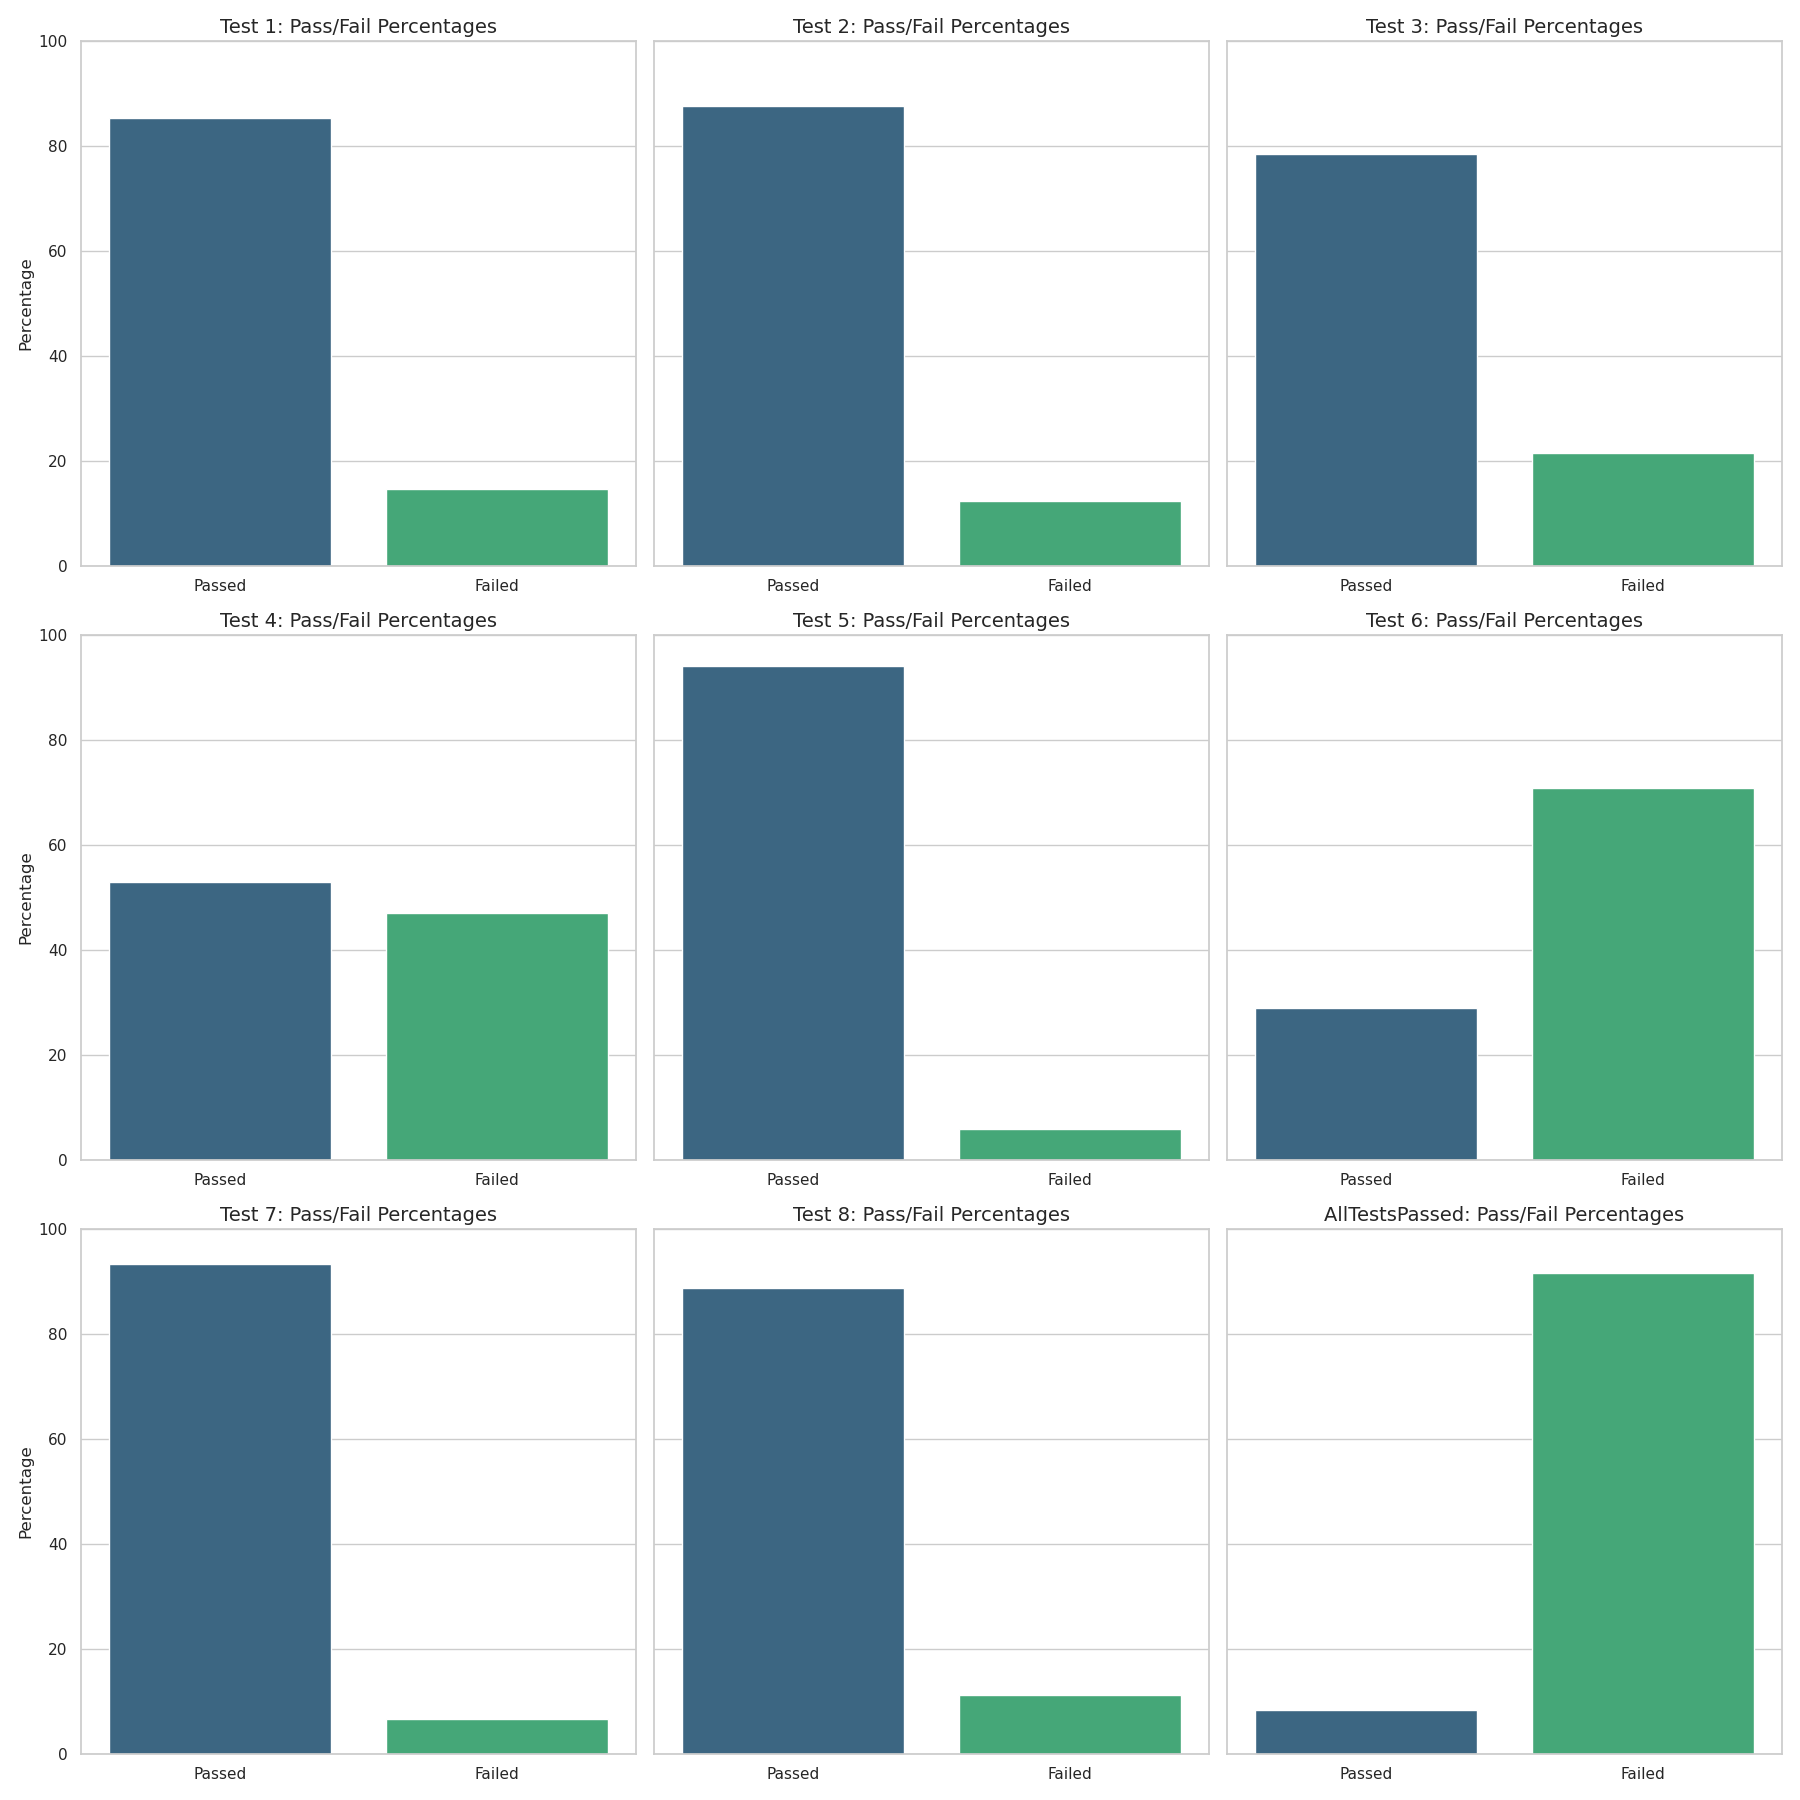 Test 1: Pass/Fail Percentages
Test 2: Pass/Fail Percentages
Test 3: Pass/Fail Percentages
100
80
60
40
20
0
Percentage
Passed
Failed
Passed
Failed
Passed
Failed
Test 4: Pass/Fail Percentages
Test 5: Pass/Fail Percentages
Test 6: Pass/Fail Percentages
100
80
60
40
20
0
Percentage
Passed
Failed
Passed
Failed
Passed
Failed
Test 7: Pass/Fail Percentages
Test 8: Pass/Fail Percentages
AllTestsPassed: Pass/Fail Percentages
100
80
60
40
20
0
Percentage
Passed
Failed
Passed
Failed
Passed
Failed